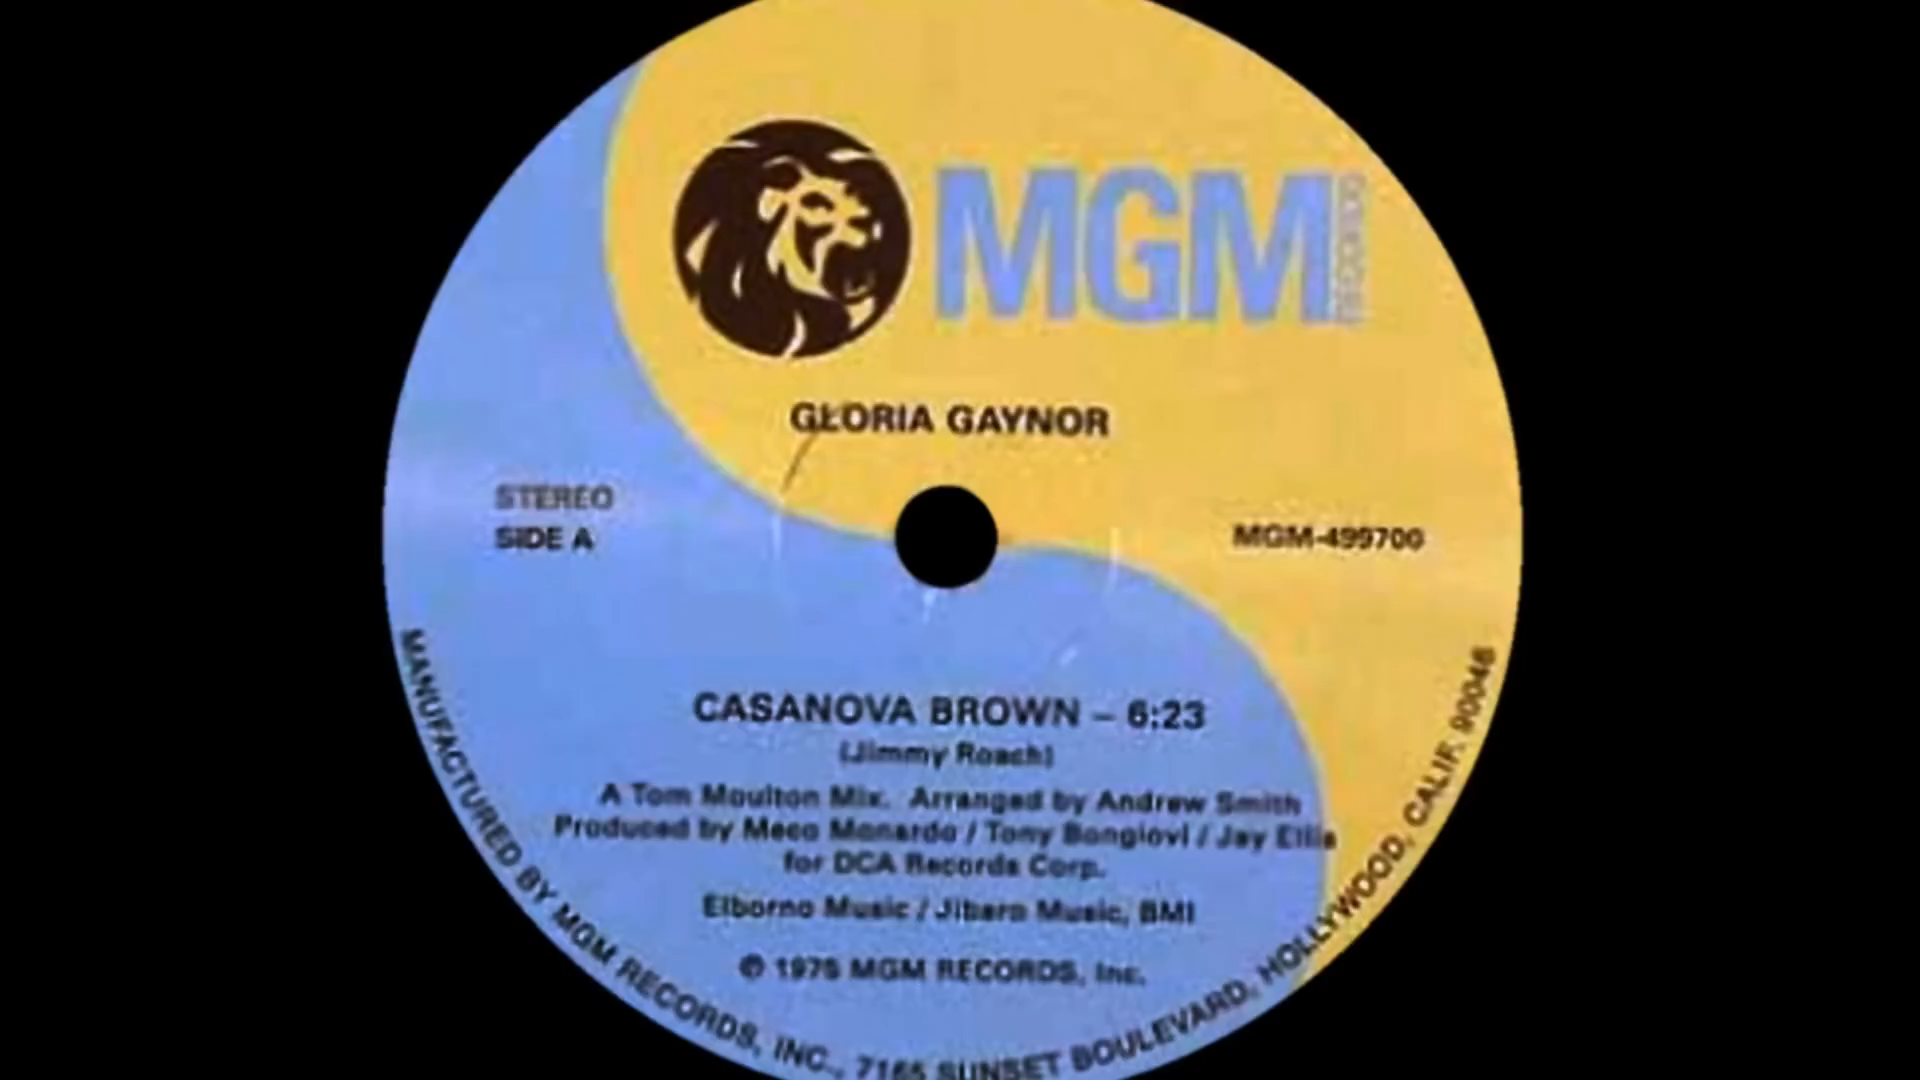 MGM RECORDS
GLORIA GAYNOR
STEREO
SIDE A
MGM-499700
CASANOVA BROWN – 6:23
(Jimmy Roach)
A Tom Moulton Mix. Arranged by Andrew Smith
Produced by Meco Monardo / Tony Bongiovi / Jay Ellis
for DCA Records Corp.
Elborno Music / Jibaro Music, BMI
℗ 1975 MGM RECORDS, Inc.
MANUFACTURED BY MGM RECORDS, INC., 7165 SUNSET BOULEVARD, HOLLYWOOD, CALIF. 90046